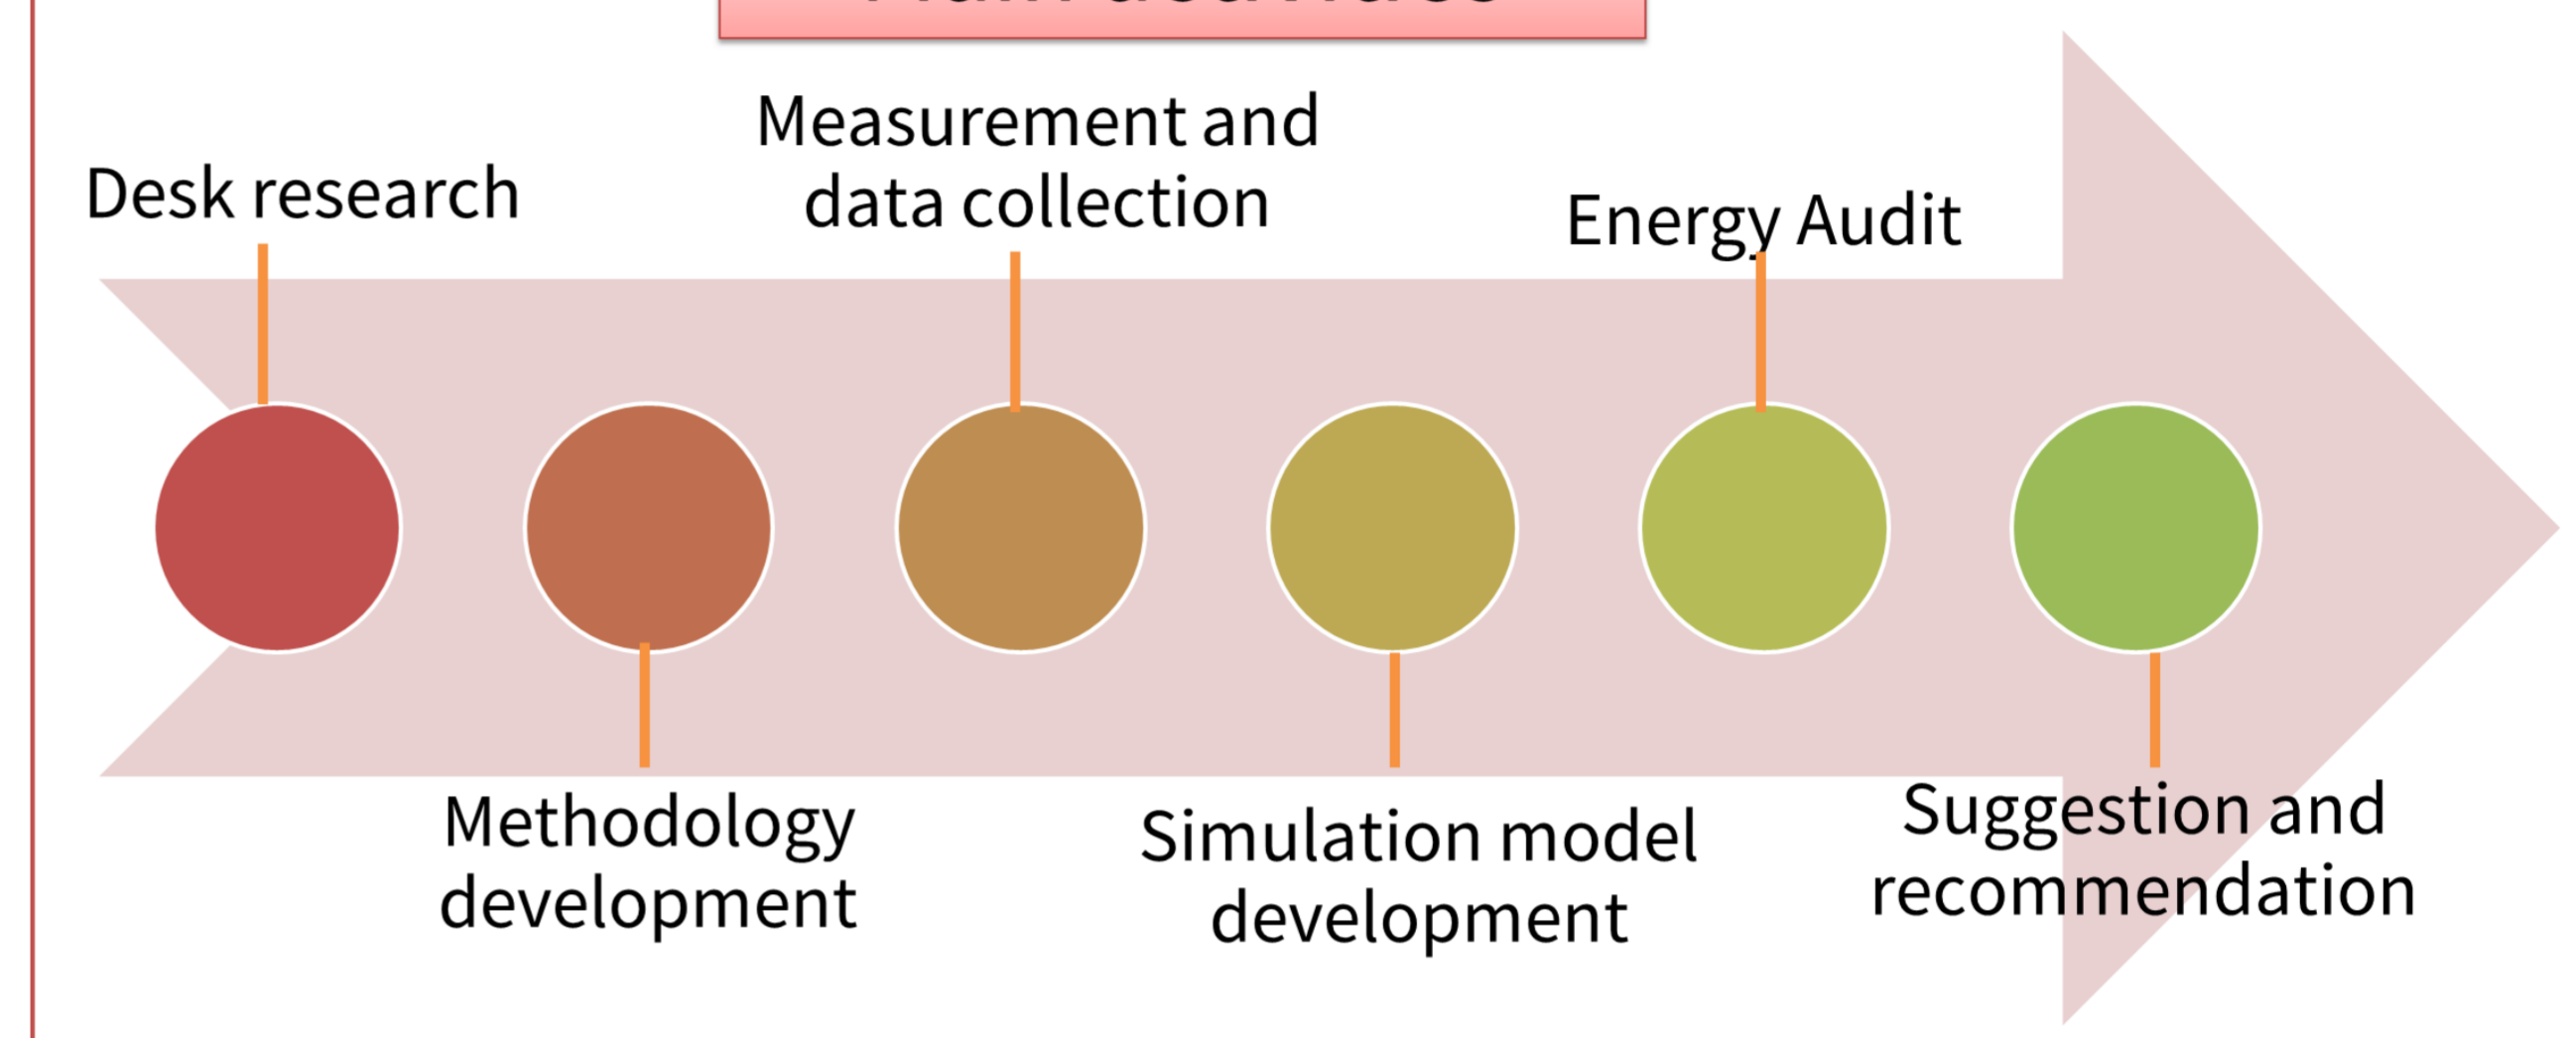 Desk research
Methodology
development
Measurement and
data collection
Simulation model
development
Energy Audit
Suggestion and
recommendation